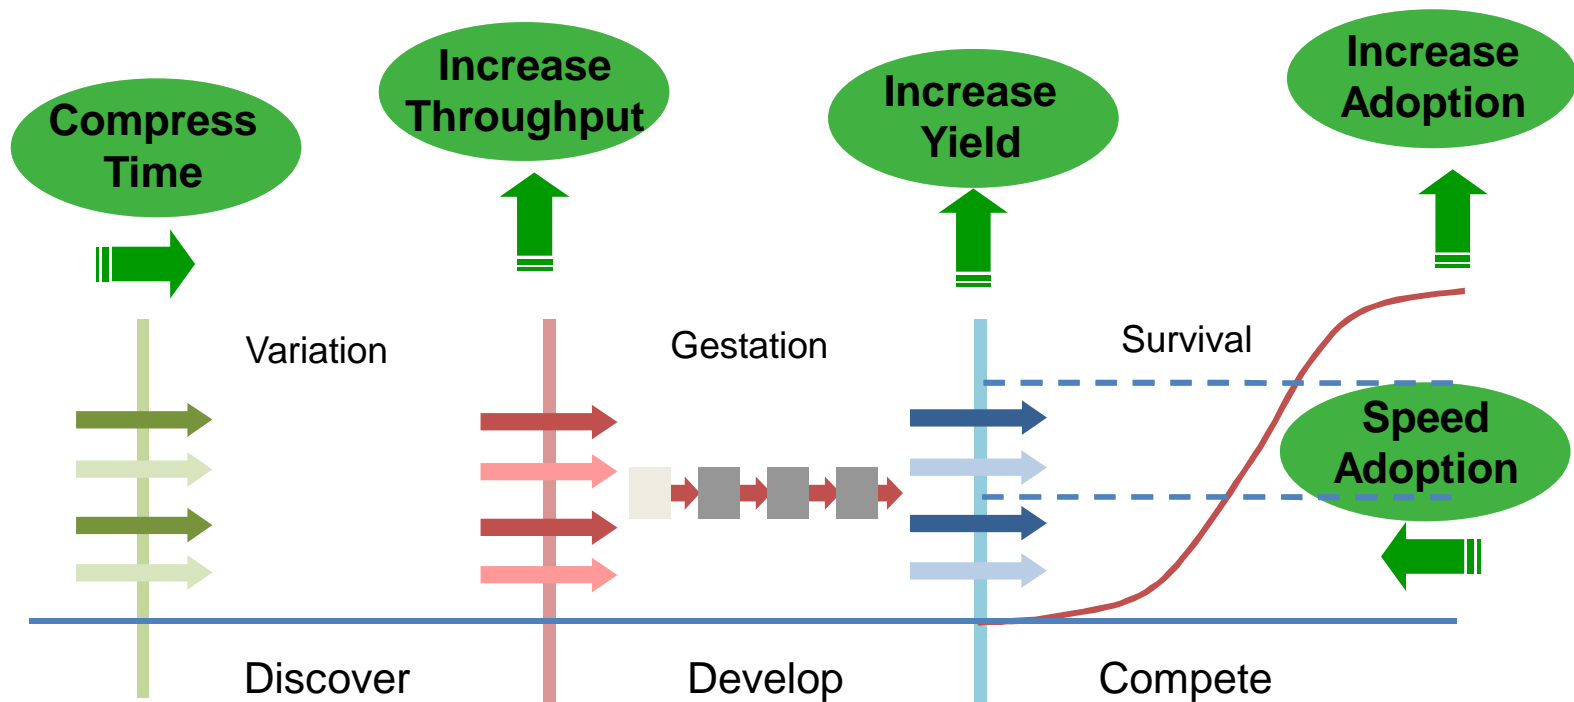 Compress
Time
Increase
Throughput
Increase
Yield
Increase
Adoption
Variation
Gestation
Survival
Speed
Adoption
Discover
Develop
Compete